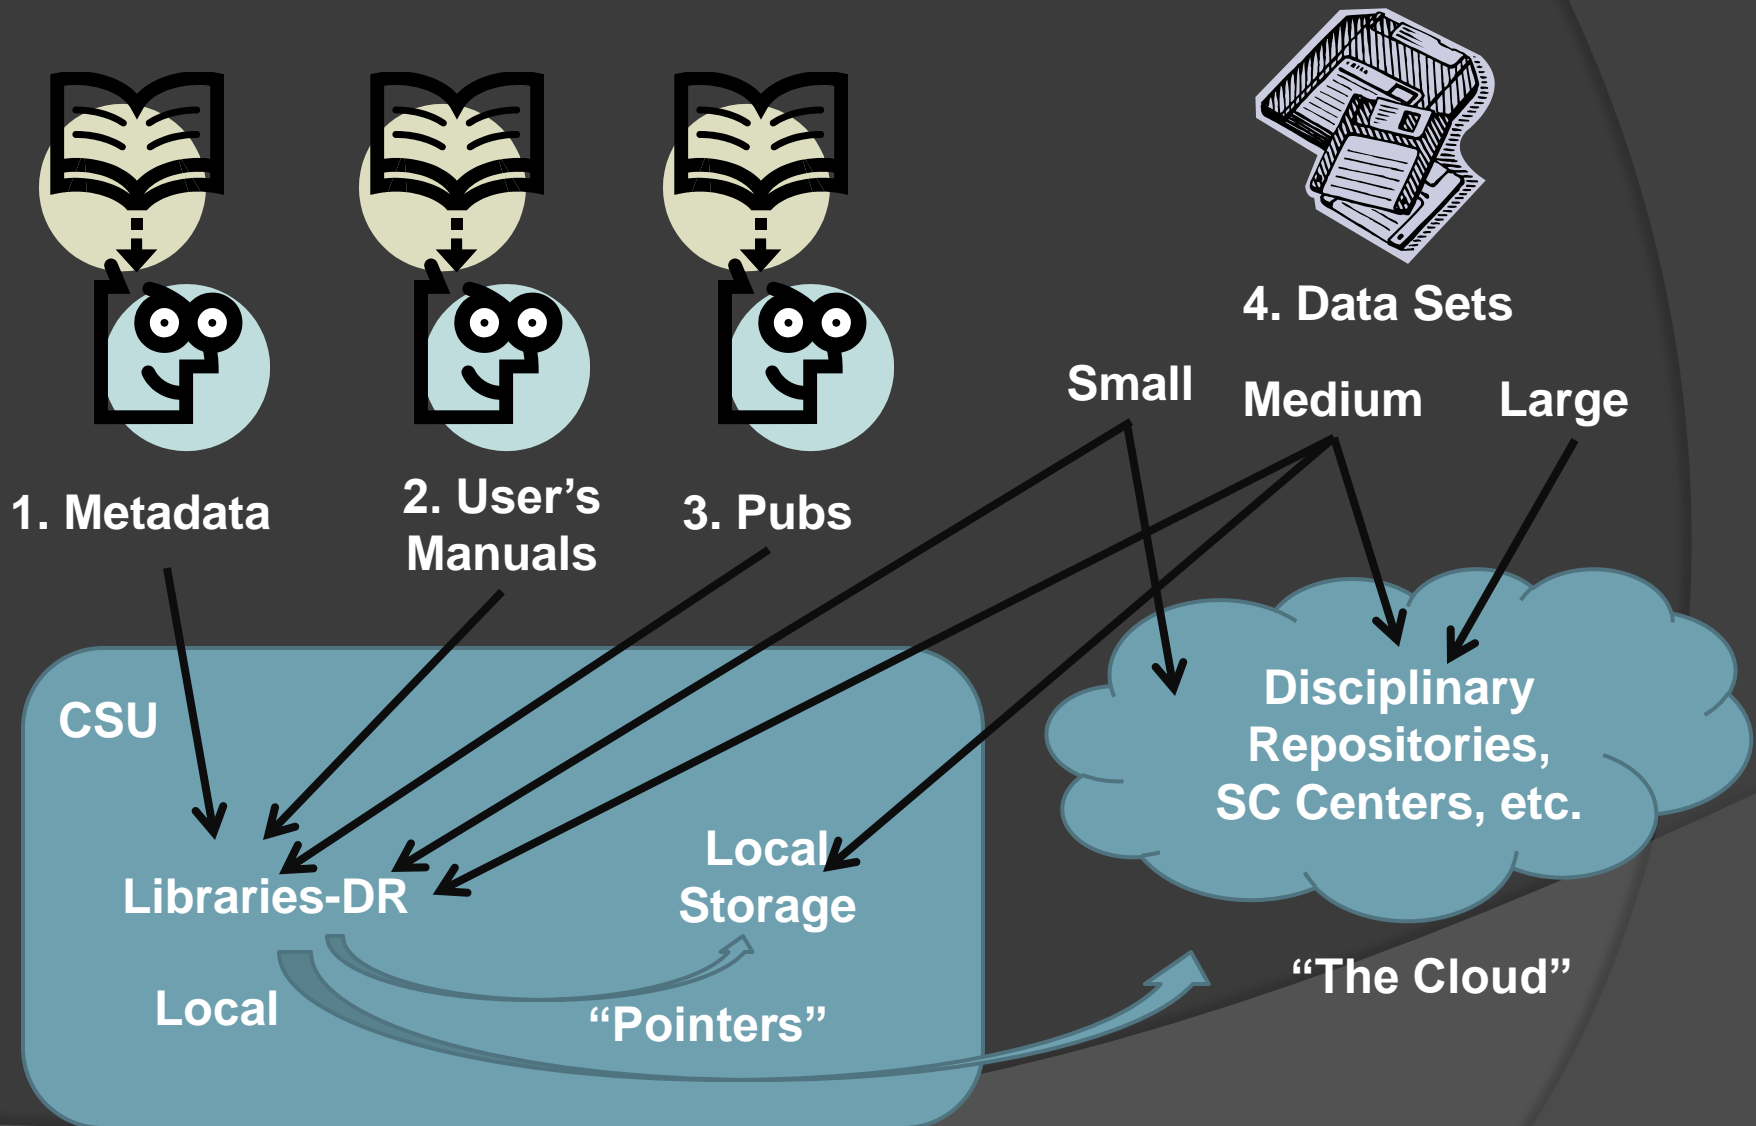 4. Data Sets
Small
Medium
Large
1. Metadata
2. User’s
Manuals
3. Pubs
CSU
Disciplinary
Repositories,
SC Centers, etc.
Local
Storage
Libraries-DR
“The Cloud”
Local
“Pointers”